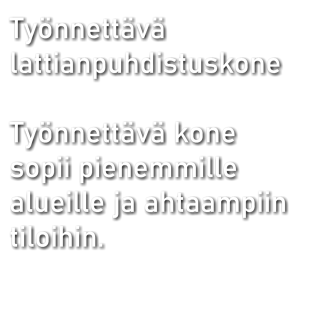 Työnnettävä
lattianpuhdistuskone
Työnnettävä kone
sopii pienemmille
alueille ja ahtaampiin
tiloihin.